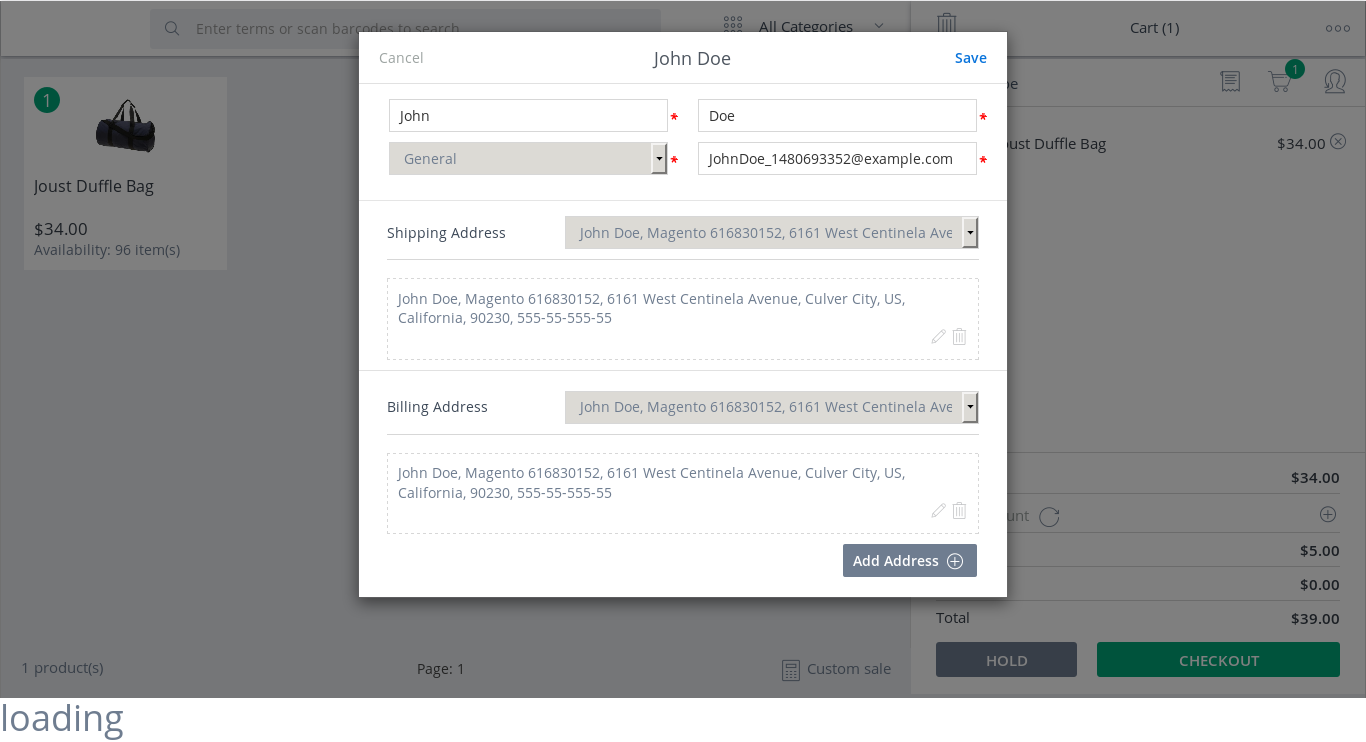 Enter terms or scan barcodes to search
All Categories
Cart (1)
1
Joust Duffle Bag
$34.00
Availability: 96 item(s)
1 product(s)
Page: 1
Custom sale
Cancel
John Doe
Save
John
*
Doe
*
General
*
JohnDoe_1480693352@example.com
*
Shipping Address
John Doe, Magento 616830152, 6161 West Centinela Ave
John Doe, Magento 616830152, 6161 West Centinela Avenue, Culver City, US,
California, 90230, 555-55-555-55
Billing Address
John Doe, Magento 616830152, 6161 West Centinela Ave
John Doe, Magento 616830152, 6161 West Centinela Avenue, Culver City, US,
California, 90230, 555-55-555-55
Add Address
1
oust Duffle Bag
$34.00
$34.00
unt
$5.00
$0.00
Total
$39.00
HOLD
CHECKOUT
loading